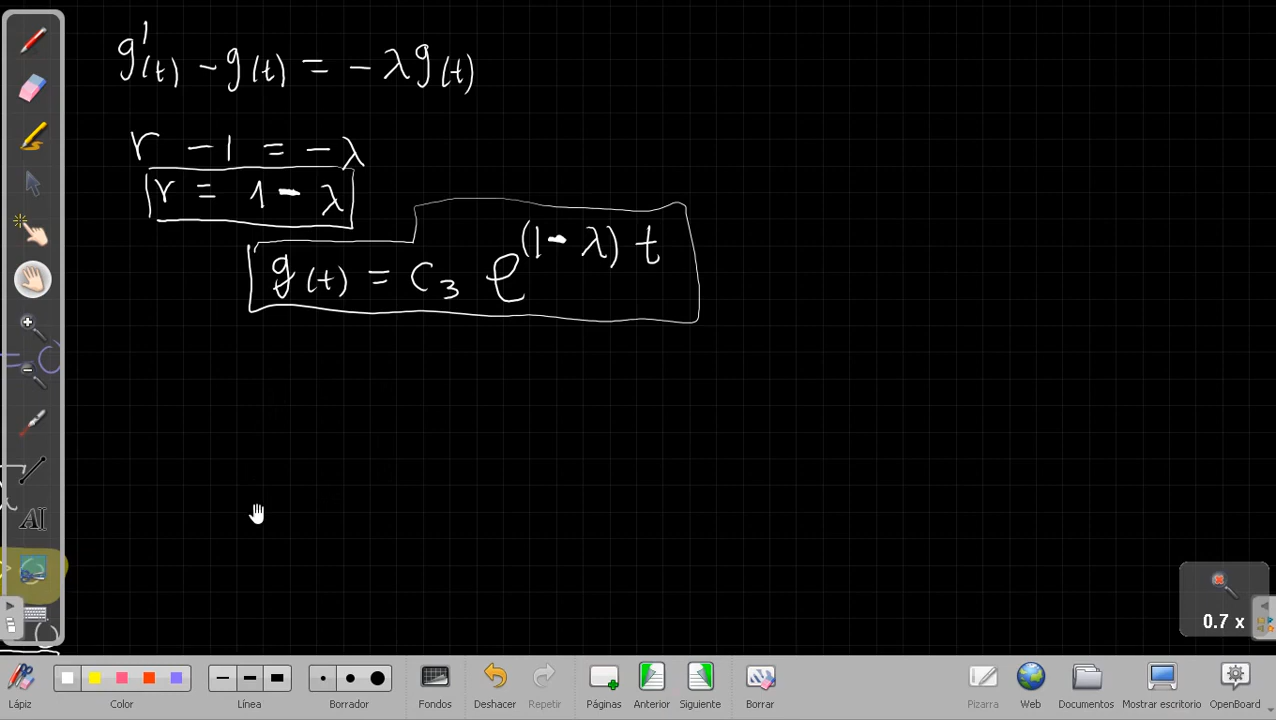 g'(t) - g(t) = - λg(t)
r - 1 = - λ
r = 1 - λ
g(t) = C₃ e^(1 - λ) t
AI
0.7 x
Lápiz
Color
Línea
Borrador
Fondos
Deshacer
Repetir
Páginas
Anterior
Siguiente
Borrar
Pizarra
Web
Documentos
Mostrar escritorio
OpenBoard